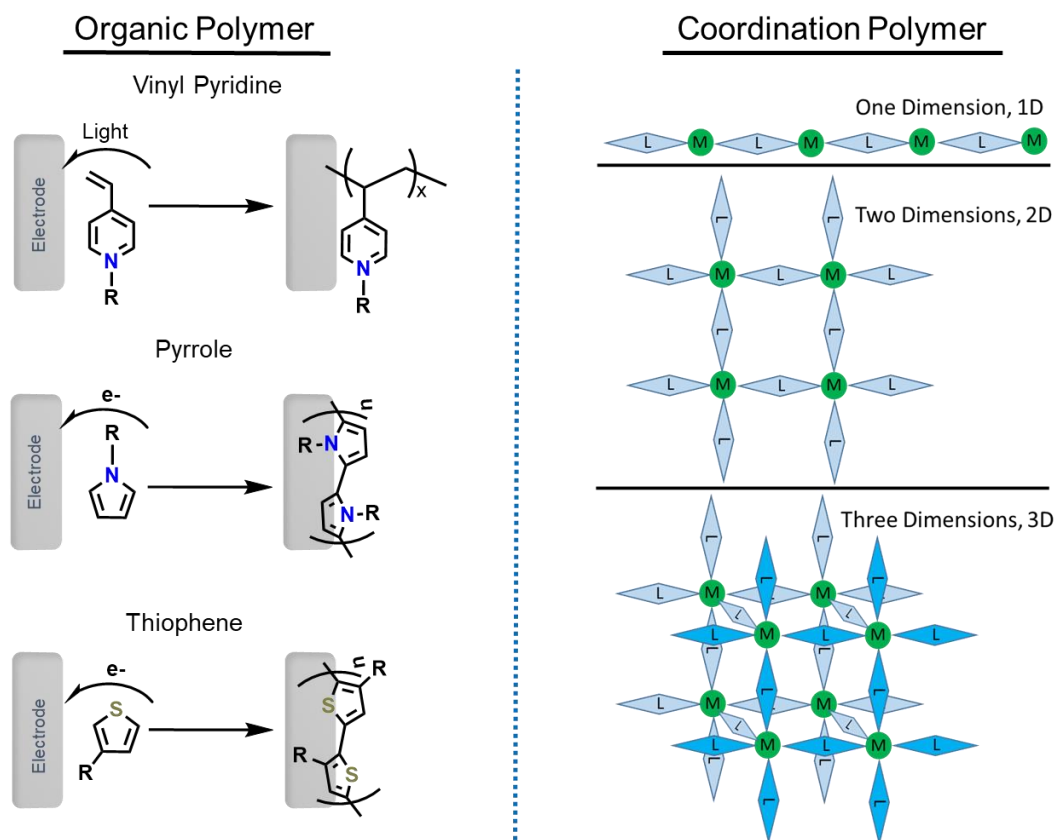 Organic Polymer
Vinyl Pyridine
Light
Electrode
N
R
x
N
R
Pyrrole
e-
Electrode
R
N
n
R-N
N-R
Thiophene
e-
Electrode
S
R
n
R
S
R
S
Coordination Polymer
One Dimension, 1D
L M L M L M L M
Two Dimensions, 2D
L L
L M L M L
L L
L M L M L
L L
Three Dimensions, 3D
L L
L L
L M L M L
L L
L M L M L
L L
L L
L M L M L
L L
L M L M L
L L
L L